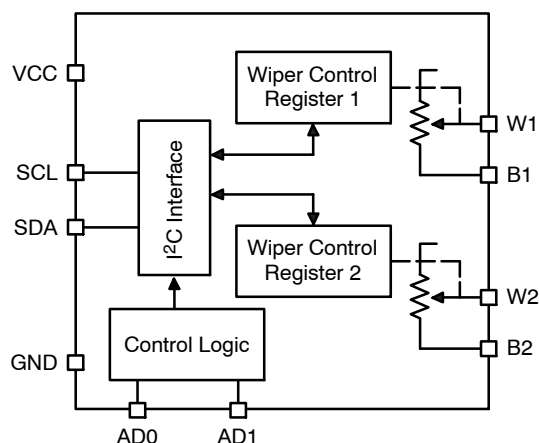 VCC
Wiper Control
Register 1
W1
SCL
B1
I²C Interface
SDA
Wiper Control
Register 2
W2
Control Logic
GND
B2
AD0
AD1